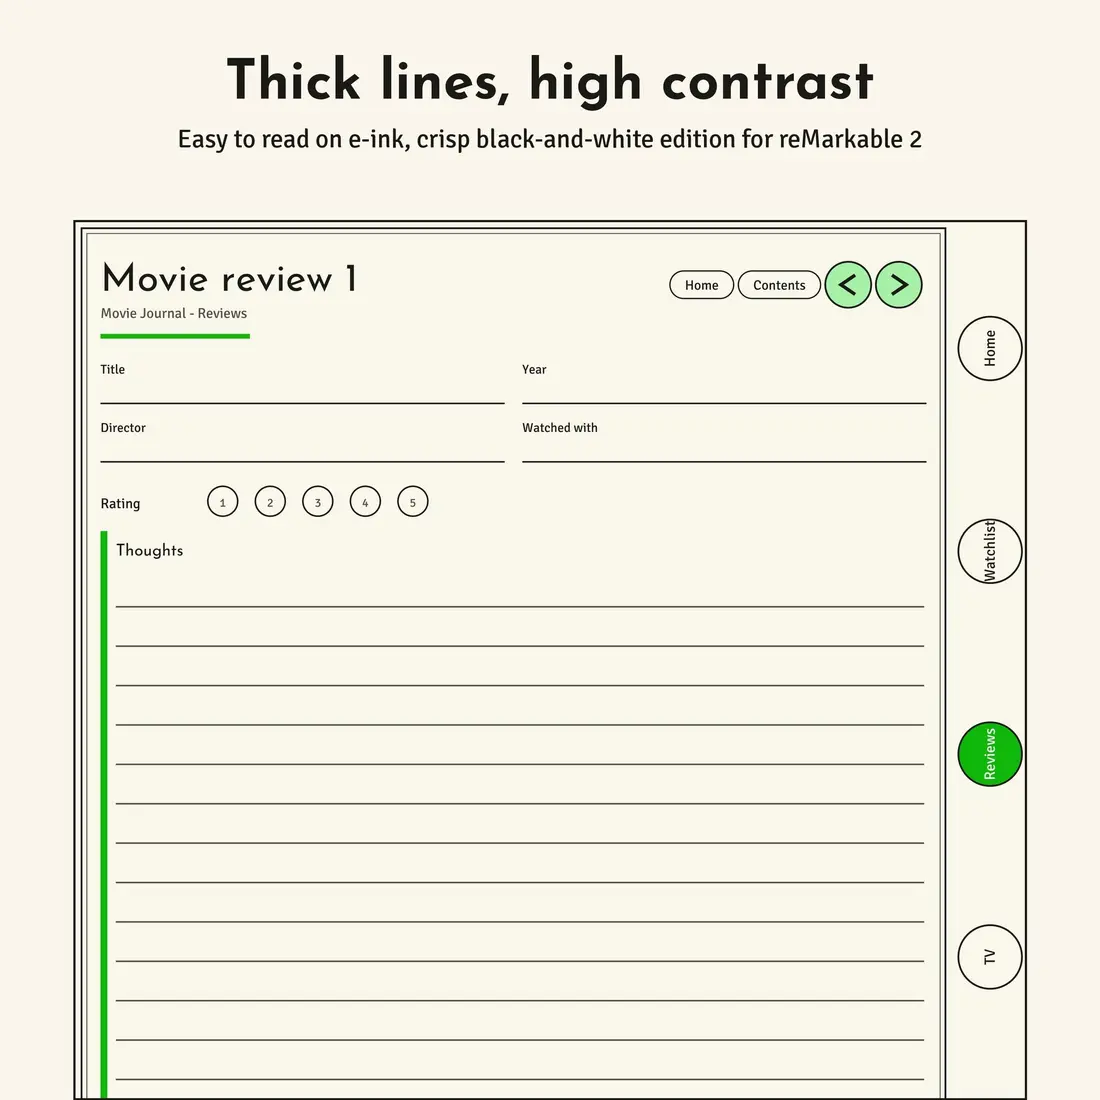 Thick lines, high contrast
Easy to read on e-ink, crisp black-and-white edition for reMarkable 2
Movie review 1
Home
Contents
<
>
Movie Journal - Reviews
Title
Year
Director
Watched with
Rating
1 2 3 4 5
Thoughts
Home
Watchlist
Reviews
TV